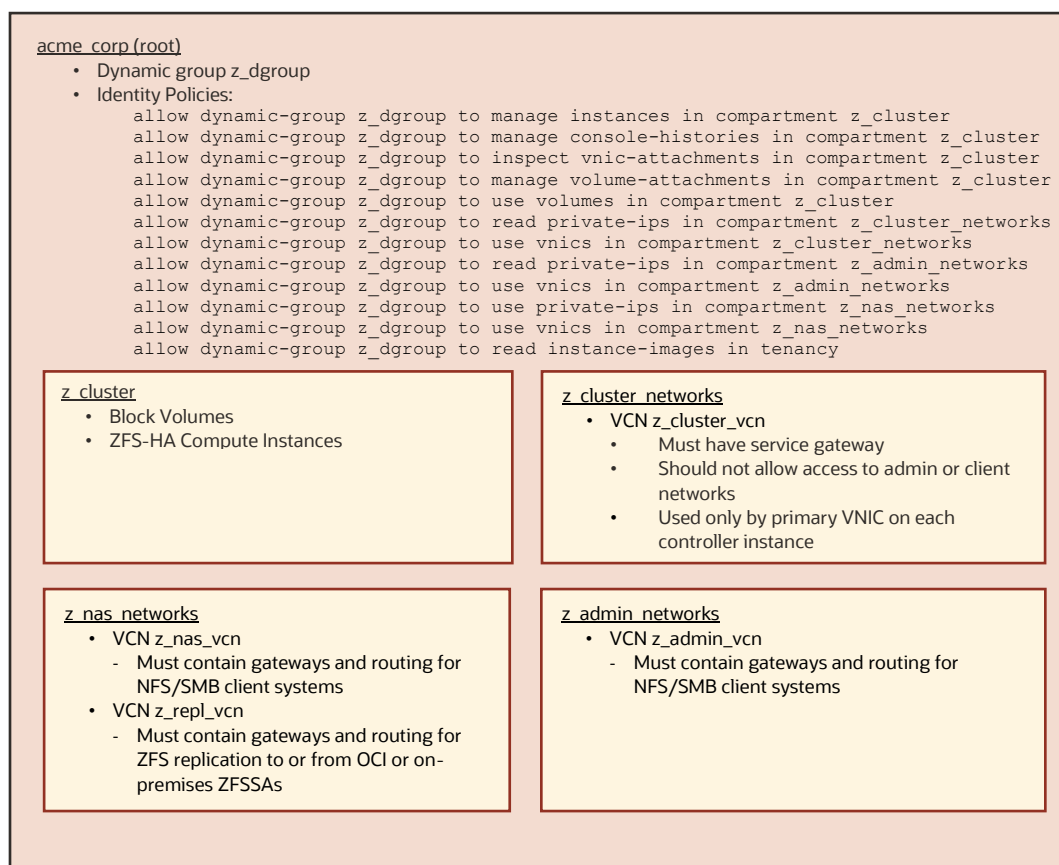 acme_corp (root)
• Dynamic group z_dgroup
• Identity Policies:
allow dynamic-group z_dgroup to manage instances in compartment z_cluster
allow dynamic-group z_dgroup to manage console-histories in compartment z_cluster
allow dynamic-group z_dgroup to inspect vnic-attachments in compartment z_cluster
allow dynamic-group z_dgroup to manage volume-attachments in compartment z_cluster
allow dynamic-group z_dgroup to use volumes in compartment z_cluster
allow dynamic-group z_dgroup to read private-ips in compartment z_cluster_networks
allow dynamic-group z_dgroup to use vnics in compartment z_cluster_networks
allow dynamic-group z_dgroup to read private-ips in compartment z_admin_networks
allow dynamic-group z_dgroup to use vnics in compartment z_admin_networks
allow dynamic-group z_dgroup to use private-ips in compartment z_nas_networks
allow dynamic-group z_dgroup to use vnics in compartment z_nas_networks
allow dynamic-group z_dgroup to read instance-images in tenancy
z_cluster
• Block Volumes
• ZFS-HA Compute Instances
z_cluster_networks
• VCN z_cluster_vcn
• Must have service gateway
• Should not allow access to admin or client
networks
• Used only by primary VNIC on each
controller instance
z_nas_networks
• VCN z_nas_vcn
- Must contain gateways and routing for
NFS/SMB client systems
• VCN z_repl_vcn
- Must contain gateways and routing for
ZFS replication to or from OCI or on-
premises ZFSSAs
z_admin_networks
• VCN z_admin_vcn
- Must contain gateways and routing for
NFS/SMB client systems